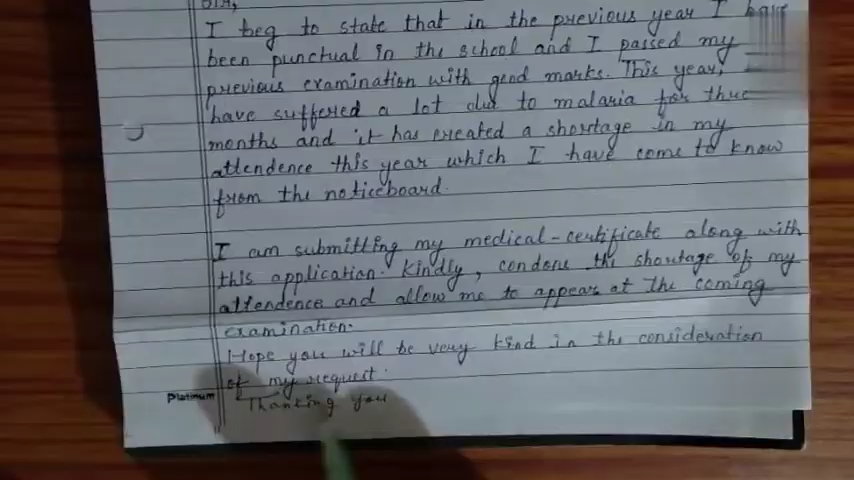 Sir,
I beg to state that in the previous year I have
been punctual in the school and I passed my
previous examination with good marks. This year,
have suffered a lot due to malaria for three
months and it has created a shortage in my
attendence this year which I have come to know
from the noticeboard.
I am submitting my medical-certificate along with
this application. Kindly, condone the shortage of my
attendence and allow me to appear at the coming
examination.
Hope you will be very kind in the consideration
of my request.
Platinum
Thanking you